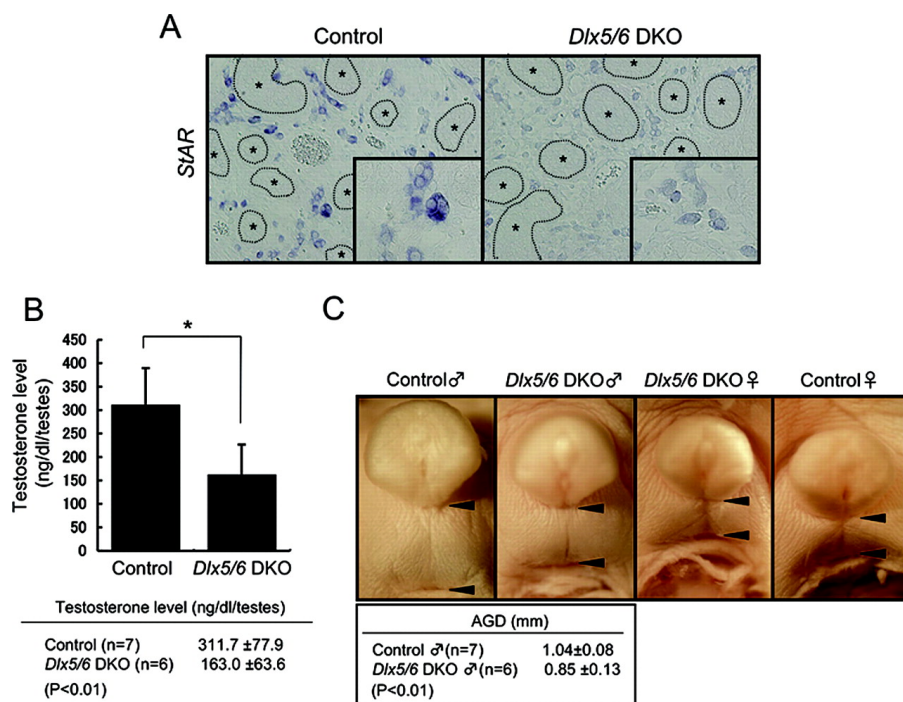 A
Control
Dlx5/6 DKO
StAR
* * * * * * * * * *
* * * * * * * *
B
*
Testosterone level
(ng/dl/testes)
450
400
350
300
250
200
150
100
50
0
Control
Dlx5/6 DKO
Testosterone level (ng/dl/testes)
Control (n=7) 311.7 ±77.9
Dlx5/6 DKO (n=6) 163.0 ±63.6
(P<0.01)
C
Control♂
Dlx5/6 DKO♂
Dlx5/6 DKO♀
Control♀
AGD (mm)
Control ♂(n=7) 1.04±0.08
Dlx5/6 DKO ♂(n=6) 0.85 ±0.13
(P<0.01)